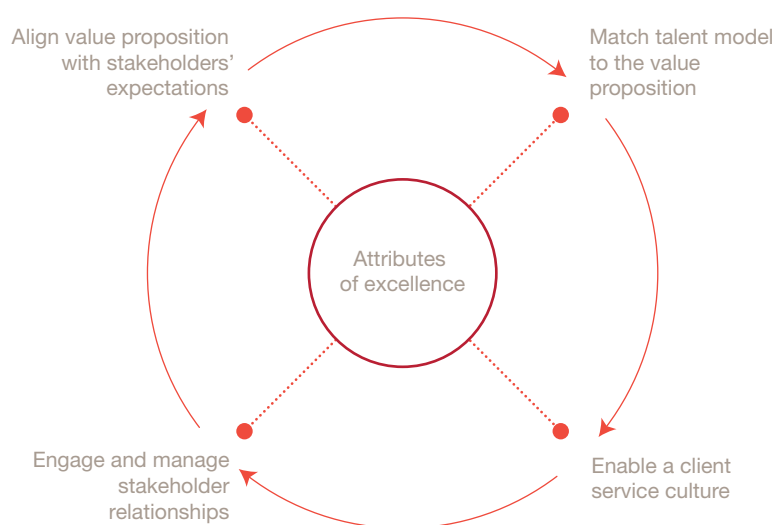 Align value proposition
with stakeholders'
expectations
Match talent model
to the value
proposition
Attributes
of excellence
Engage and manage
stakeholder
relationships
Enable a client
service culture